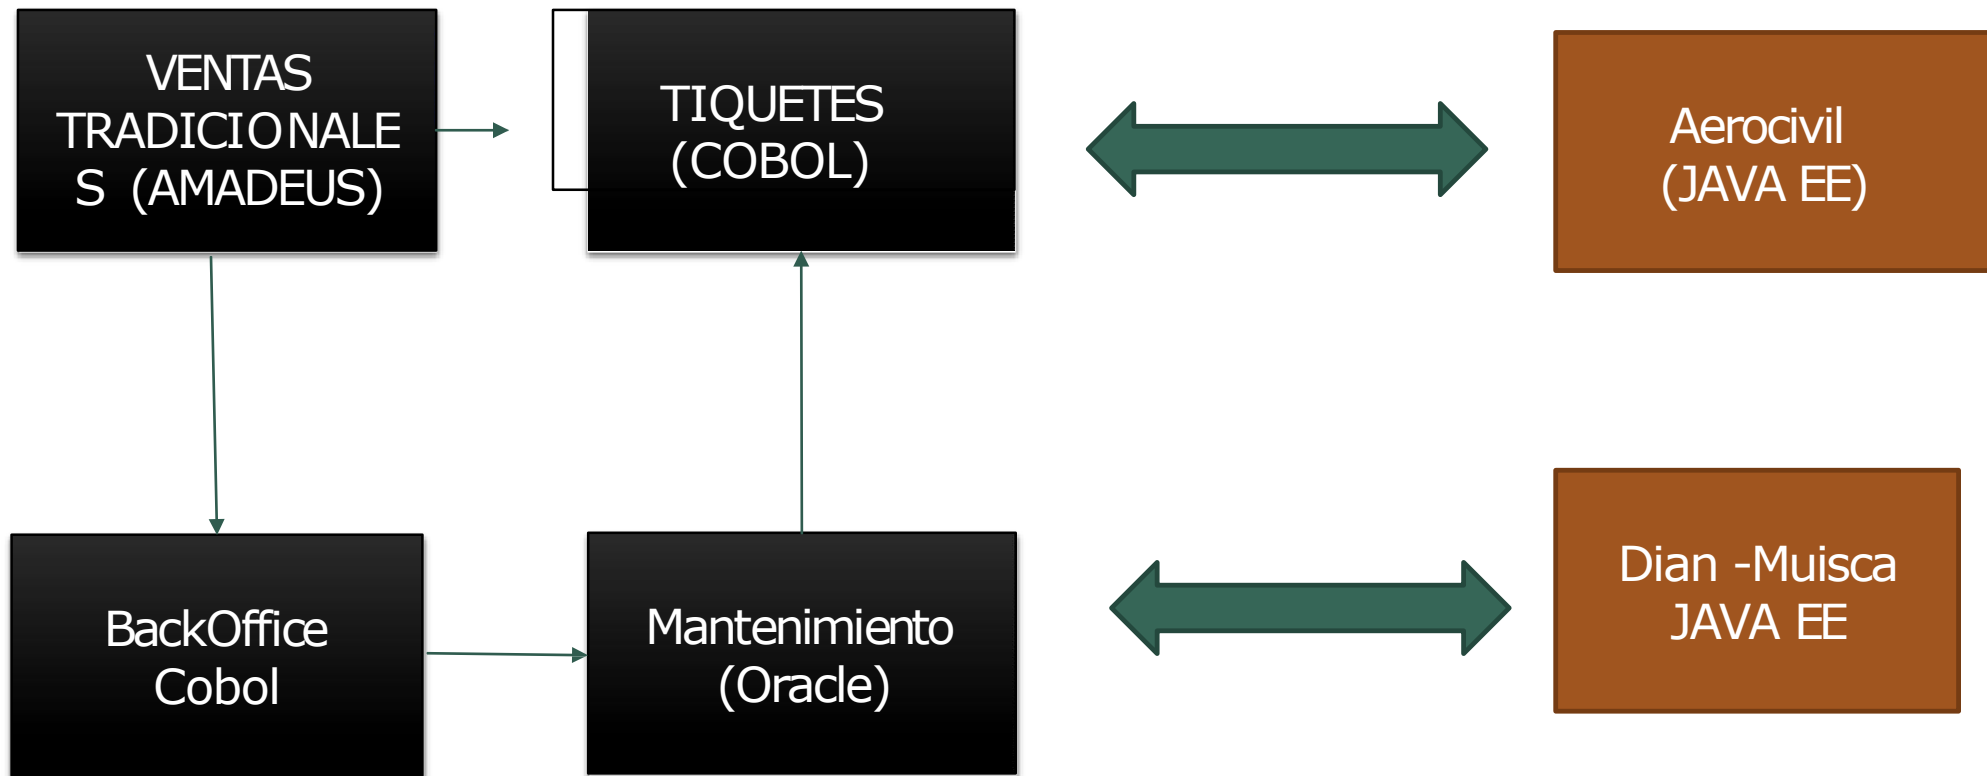 VENTAS
TRADICIONALE
S (AMADEUS)
TIQUETES
(COBOL)
Aerocivil
(JAVA EE)
BackOffice
Cobol
Mantenimiento
(Oracle)
Dian -Muisca
JAVA EE